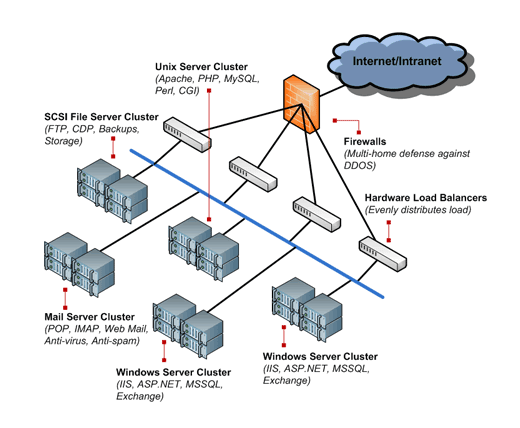 Unix Server Cluster
(Apache, PHP, MySQL,
Perl, CGI)
Internet/Intranet
SCSI File Server Cluster
(FTP, CDP, Backups,
Storage)
Firewalls
(Multi-home defense against
DDOS)
Hardware Load Balancers
(Evenly distributes load)
Mail Server Cluster
(POP, IMAP, Web Mail,
Anti-virus, Anti-spam)
Windows Server Cluster
(IIS, ASP.NET, MSSQL,
Exchange)
Windows Server Cluster
(IIS, ASP.NET, MSSQL,
Exchange)